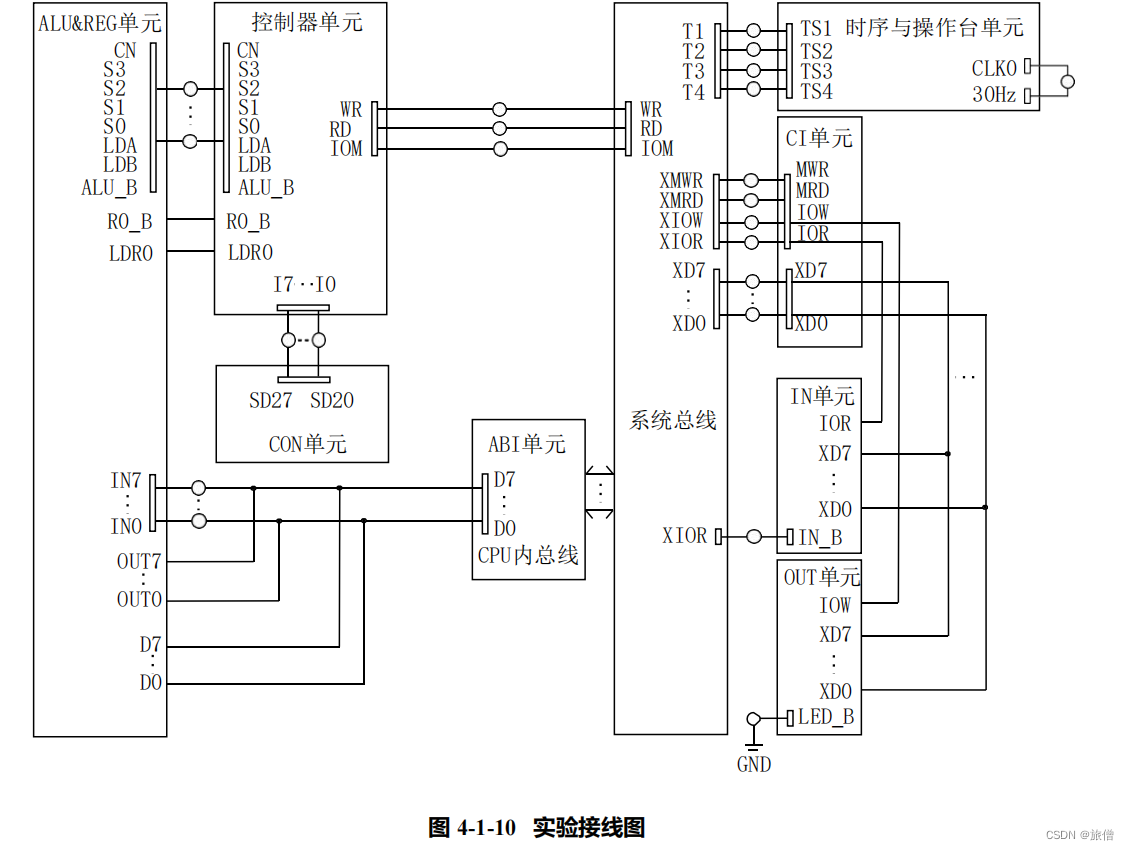 ALU&REG单元
CN
S3
S2
S1
S0
LDA
LDB
ALU_B
R0_B
LDR0
IN7
IN0
OUT7
OUT0
D7
D0
控制器单元
CN
S3
S2
S1
S0
LDA
LDB
ALU_B
R0_B
LDR0
WR
RD
IOM
I7··I0
SD27 SD20
CON单元
ABI单元
D7
D0
CPU内总线
WR
RD
IOM
系统总线
T1
T2
T3
T4
XMWR
XMRD
XIOW
XIOR
XD7
XD0
XIOR
TS1 时序与操作台单元
TS2
TS3
TS4
CLK0
30Hz
CI单元
MWR
MRD
IOW
IOR
XD7
XD0
IN单元
IOR
XD7
XD0
IN_B
OUT单元
IOW
XD7
XD0
LED_B
GND
图 4-1-10 实验接线图
CSDN @旅僧